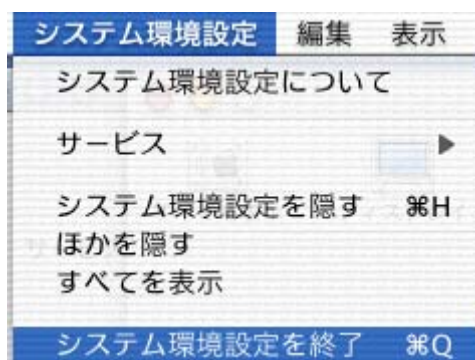 システム環境設定 編集 表示
システム環境設定について
サービス ▶
システム環境設定を隠す ⌘H
ほかを隠す
すべてを表示
システム環境設定を終了 ⌘Q